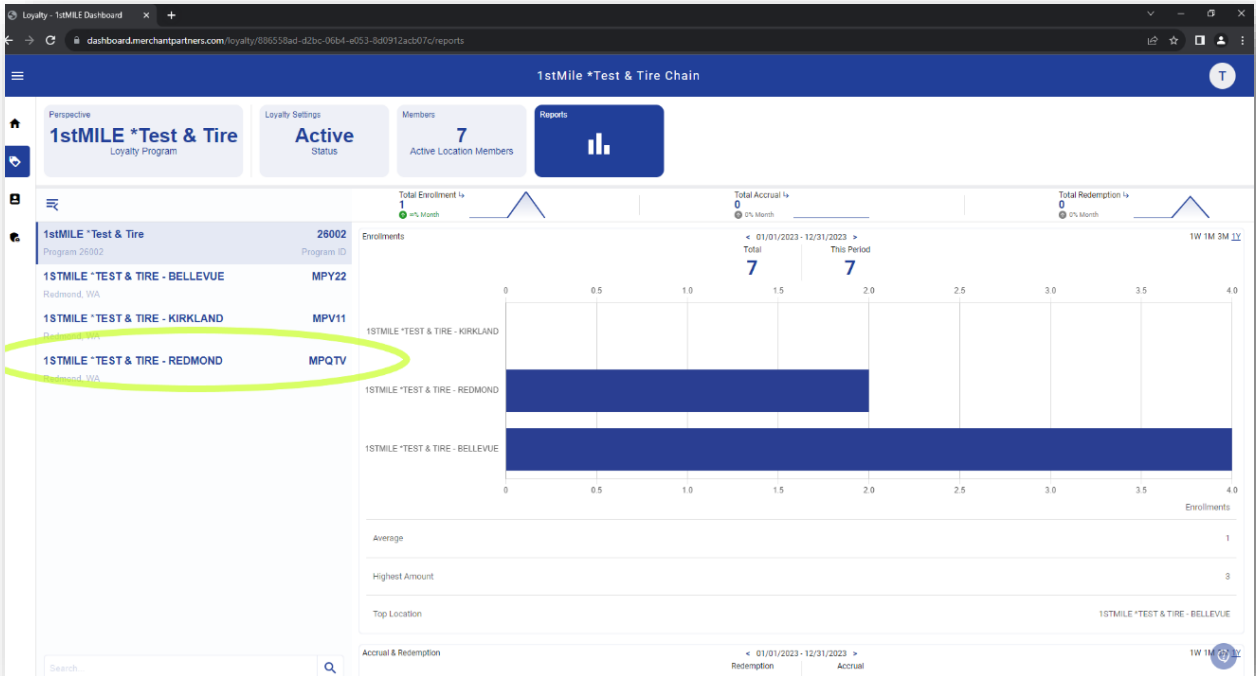 Loyalty - 1stMILE Dashboard
dashboard.merchantpartners.com/loyalty/886558ad-d2bc-06b4-e053-8d0912acb07c/reports
1stMile *Test & Tire Chain
T
Perspective
1stMILE *Test & Tire
Loyalty Program
Loyalty Settings
Active
Status
Members
7
Active Location Members
Reports
Total Enrollment
1
∞% Month
Total Accrual
0
0% Month
Total Redemption
0
0% Month
1stMILE *Test & Tire 26002
Program 26002 Program ID
1STMILE *TEST & TIRE - BELLEVUE MPY22
Redmond, WA
1STMILE *TEST & TIRE - KIRKLAND MPV11
Redmond, WA
1STMILE *TEST & TIRE - REDMOND MPQTV
Redmond, WA
Search...
Enrollments
< 01/01/2023 - 12/31/2023 >
1W 1M 3M 1Y
Total This Period
7 7
0 0.5 1.0 1.5 2.0 2.5 3.0 3.5 4.0
1STMILE *TEST & TIRE - KIRKLAND
1STMILE *TEST & TIRE - REDMOND
1STMILE *TEST & TIRE - BELLEVUE
0 0.5 1.0 1.5 2.0 2.5 3.0 3.5 4.0
Enrollments
Average 1
Highest Amount 3
Top Location 1STMILE *TEST & TIRE - BELLEVUE
Accrual & Redemption
< 01/01/2023 - 12/31/2023 >
1W 1M 1Y
Redemption Accrual